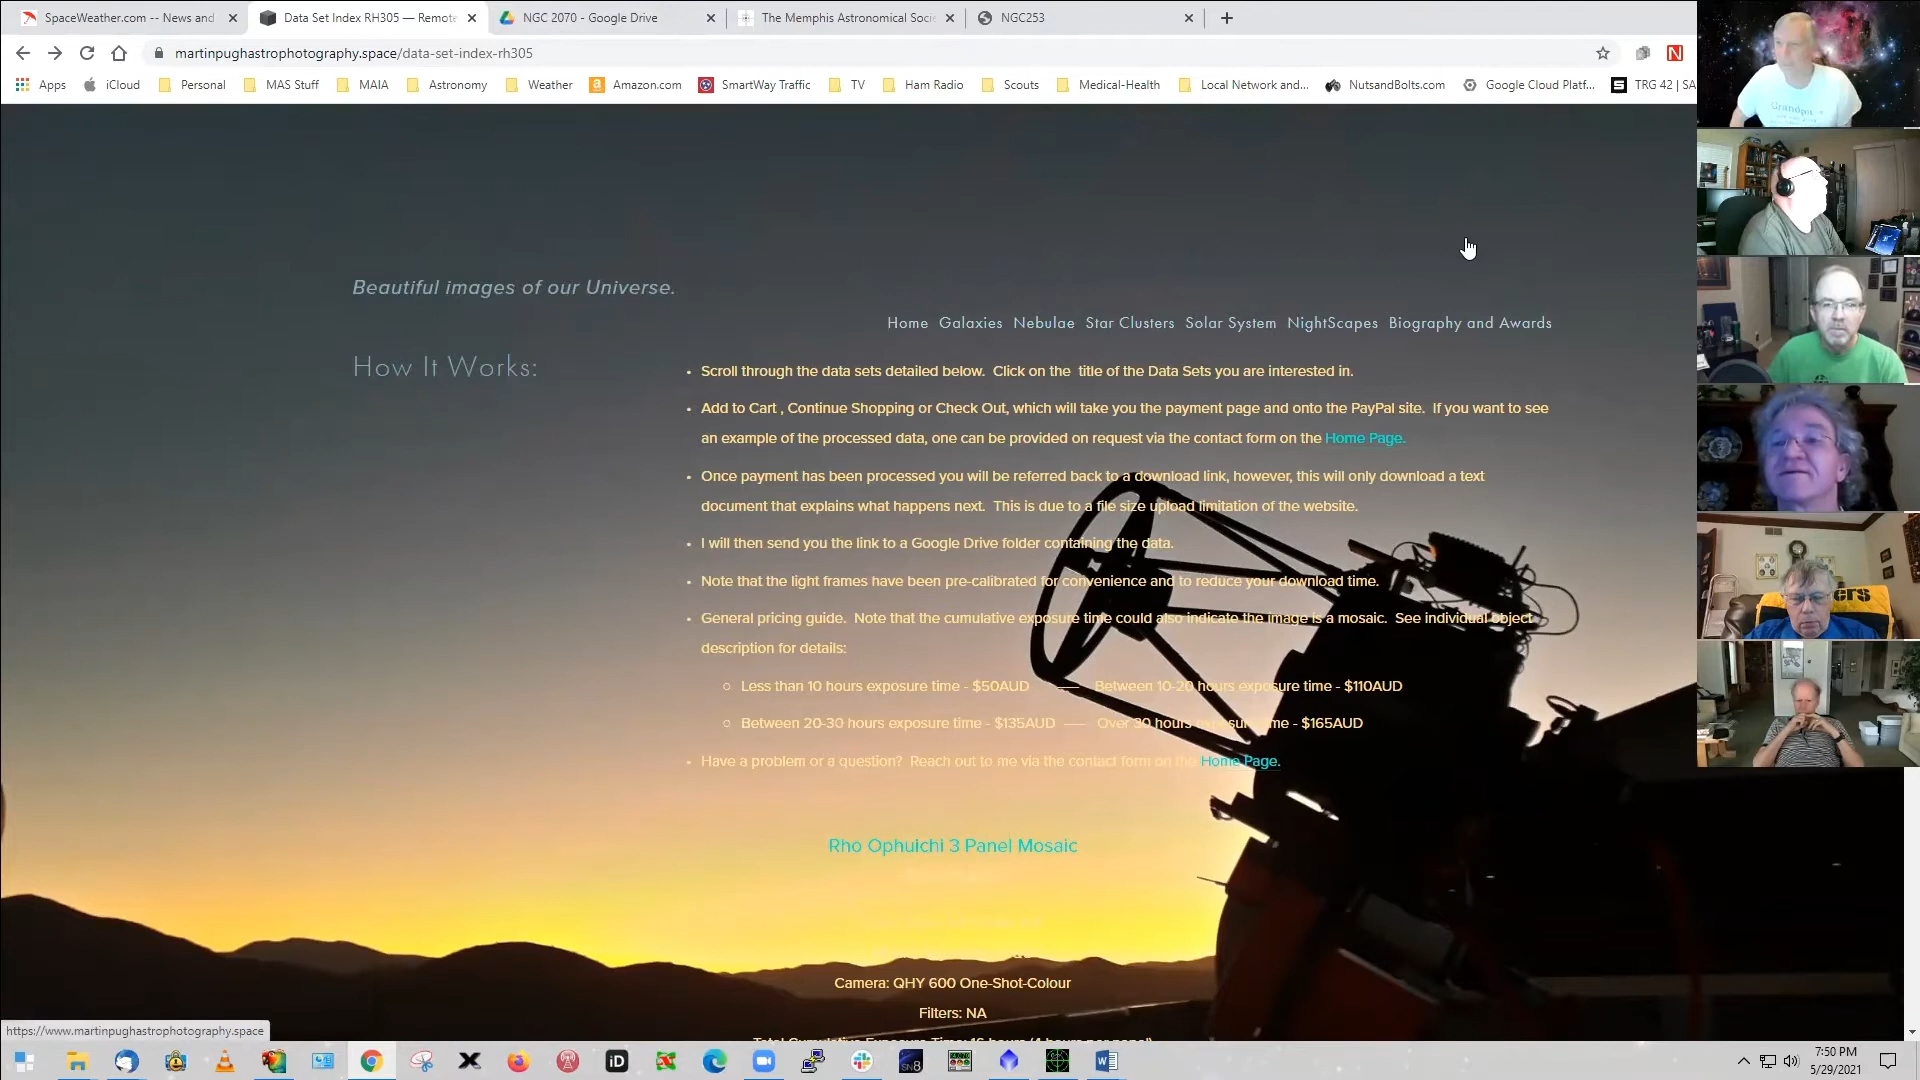 SpaceWeather.com -- News and
Data Set Index RH305 — Remote
NGC 2070 - Google Drive
The Memphis Astronomical Socie
NGC253
martinpughastrophotography.space/data-set-index-rh305
Apps
iCloud
Personal
MAS Stuff
MAIA
Astronomy
Weather
Amazon.com
SmartWay Traffic
TV
Ham Radio
Scouts
Medical-Health
Local Network and...
NutsandBolts.com
Google Cloud Platf...
TRG 42 | SA
Beautiful images of our Universe.
Home Galaxies Nebulae Star Clusters Solar System NightScapes Biography and Awards
How It Works:
• Scroll through the data sets detailed below. Click on the title of the Data Sets you are interested in.
• Add to Cart , Continue Shopping or Check Out, which will take you the payment page and onto the PayPal site. If you want to see
an example of the processed data, one can be provided on request via the contact form on the Home Page.
• Once payment has been processed you will be referred back to a download link, however, this will only download a text
document that explains what happens next. This is due to a file size upload limitation of the website.
• I will then send you the link to a Google Drive folder containing the data.
• Note that the light frames have been pre-calibrated for convenience and to reduce your download time.
• General pricing guide. Note that the cumulative exposure time could also indicate the image is a mosaic. See individual object
description for details:
○ Less than 10 hours exposure time - $50AUD —— Between 10-20 hours exposure time - $110AUD
○ Between 20-30 hours exposure time - $135AUD —— Over 30 hours exposure time - $165AUD
• Have a problem or a question? Reach out to me via the contact form on the Home Page.
Rho Ophuichi 3 Panel Mosaic
Camera: QHY 600 One-Shot-Colour
Filters: NA
Total Cumulative Exposure Time: 16 hours (4 hours per panel)
https://www.martinpughastrophotography.space
7:50 PM
5/29/2021